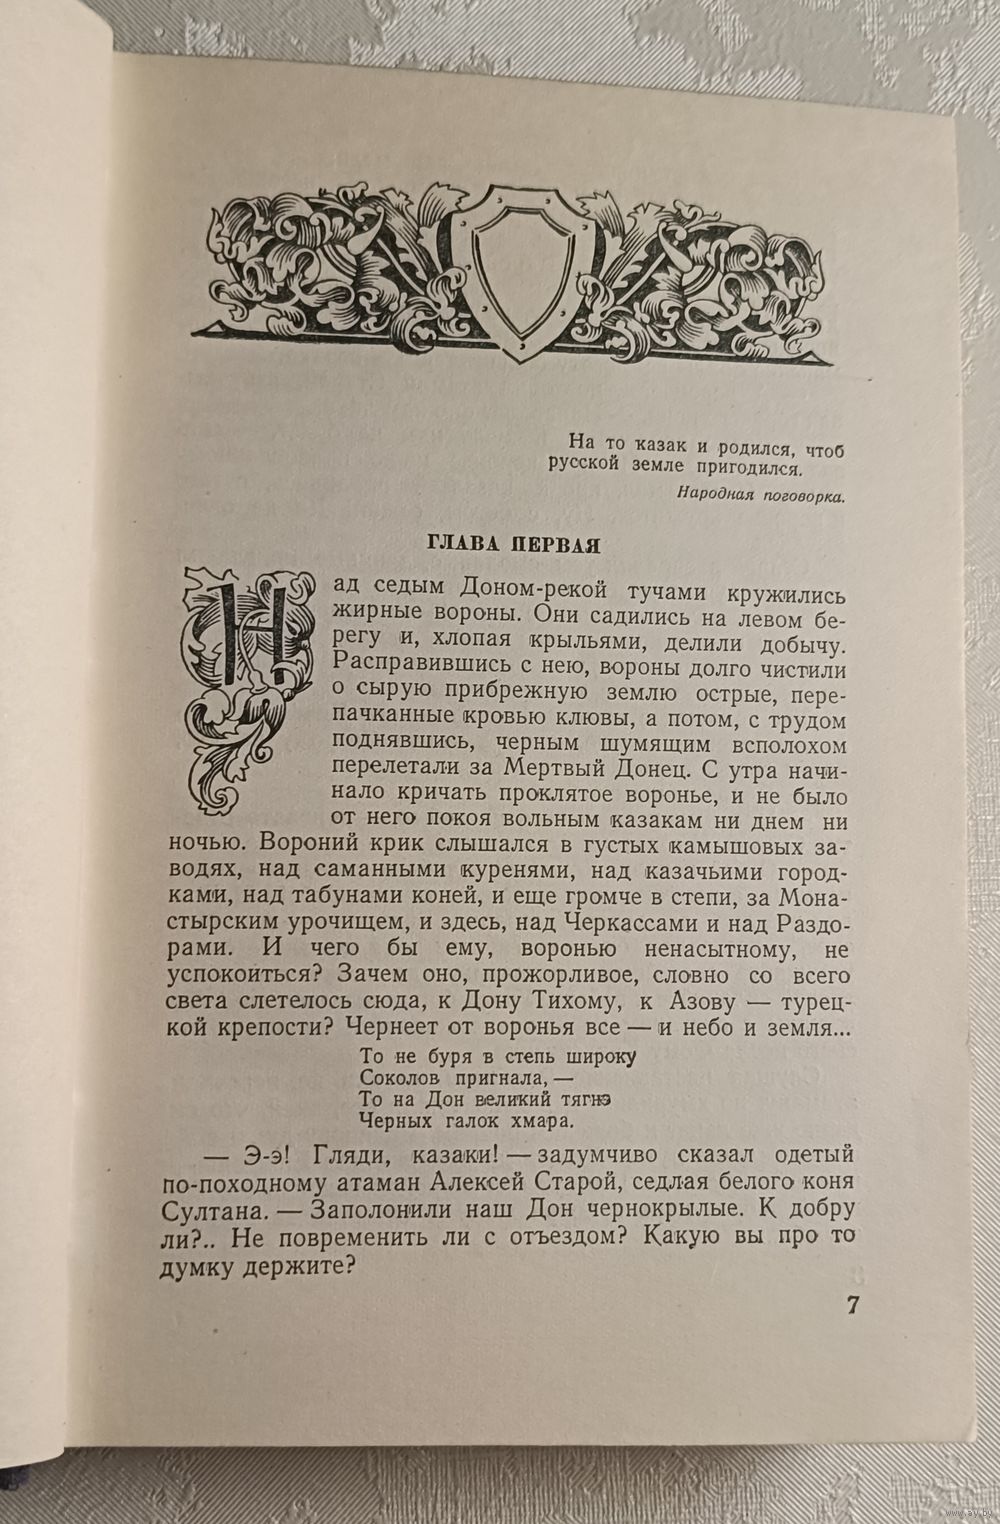 На то казак и родился, чтоб
русской земле пригодился.
Народная поговорка.
ГЛАВА ПЕРВАЯ
Над седым Доном-рекой тучами кружились
жирные вороны. Они садились на левом бе-
регу и, хлопая крыльями, делили добычу.
Расправившись с нею, вороны долго чистили
о сырую прибрежную землю острые, пере-
пачканные кровью клювы, а потом, с трудом
поднявшись, черным шумящим всполохом
перелетали за Мертвый Донец. С утра начи-
нало кричать проклятое воронье, и не было
от него покоя вольным казакам ни днем ни
ночью. Вороний крик слышался в густых камышовых за-
водях, над саманными куренями, над казачьими город-
ками, над табунами коней, и еще громче в степи, за Мона-
стырским урочищем, и здесь, над Черкассами и над Раздо-
рами. И чего бы ему, воронью ненасытному, не
успокоиться? Зачем оно, прожорливое, словно со всего
света слетелось сюда, к Дону Тихому, к Азову — турец-
кой крепости? Чернеет от воронья все — и небо и земля...
То не буря в степь широку
Соколов пригнала, —
То на Дон великий тягнэ
Черных галок хмара.
— Э-э! Гляди, казаки! — задумчиво сказал одетый
по-походному атаман Алексей Старой, седлая белого коня
Султана. — Заполонили наш Дон чернокрылые. К добру
ли?.. Не повременить ли с отъездом? Какую вы про то
думку держите?
7
www.ay.by